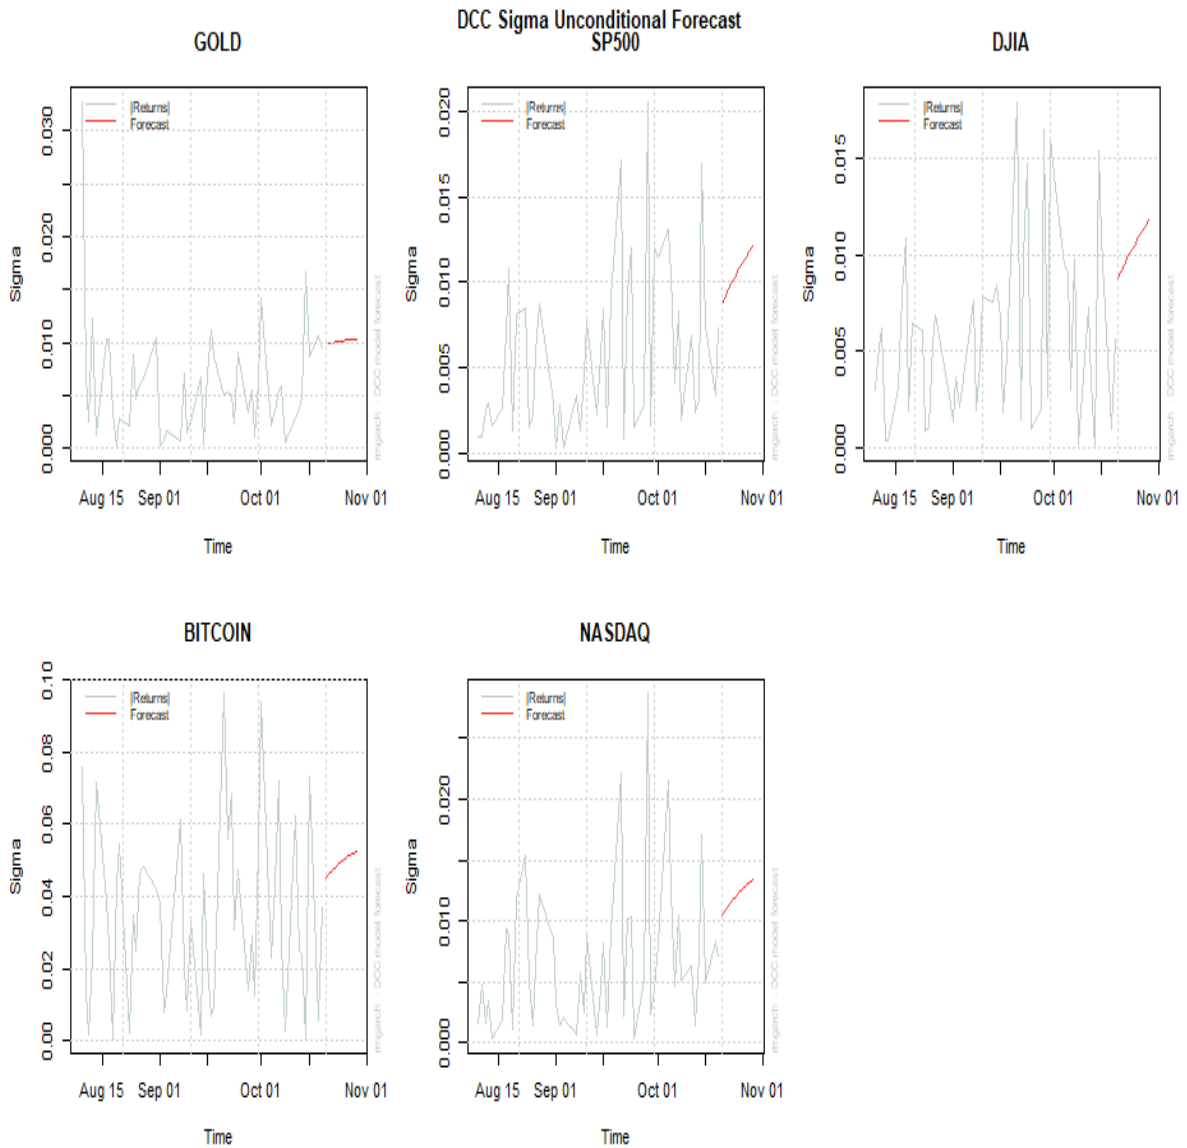 DCC Sigma Unconditional Forecast
GOLD
|Returns|
Forecast
Sigma
0.030
0.020
0.010
0.000
Aug 15 Sep 01 Oct 01 Nov 01
Time
rmgarch : DCC model forecast
SP500
|Returns|
Forecast
Sigma
0.020
0.015
0.010
0.005
0.000
Aug 15 Sep 01 Oct 01 Nov 01
Time
rmgarch : DCC model forecast
DJIA
|Returns|
Forecast
Sigma
0.015
0.010
0.005
0.000
Aug 15 Sep 01 Oct 01 Nov 01
Time
rmgarch : DCC model forecast
BITCOIN
|Returns|
Forecast
Sigma
0.10
0.08
0.06
0.04
0.02
0.00
Aug 15 Sep 01 Oct 01 Nov 01
Time
rmgarch : DCC model forecast
NASDAQ
|Returns|
Forecast
Sigma
0.020
0.010
0.000
Aug 15 Sep 01 Oct 01 Nov 01
Time
rmgarch : DCC model forecast